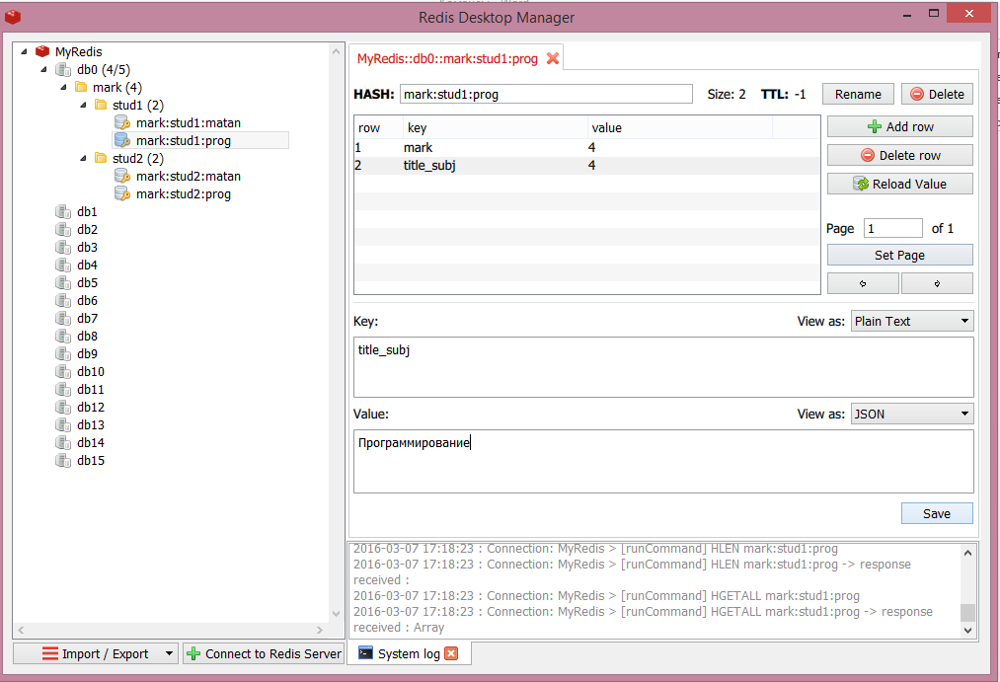 Redis Desktop Manager
MyRedis
db0 (4/5)
mark (4)
stud1 (2)
mark:stud1:matan
mark:stud1:prog
stud2 (2)
mark:stud2:matan
mark:stud2:prog
db1
db2
db3
db4
db5
db6
db7
db8
db9
db10
db11
db12
db13
db14
db15
Import / Export
Connect to Redis Server
MyRedis::db0::mark:stud1:prog
HASH: mark:stud1:prog Size: 2 TTL: -1 Rename Delete
row key value
1 mark 4
2 title_subj 4
Add row
Delete row
Reload Value
Page 1 of 1
Set Page
Key: View as: Plain Text
title_subj
Value: View as: JSON
Программирование
Save
2016-03-07 17:18:23 : Connection: MyRedis > [runCommand] HLEN mark:stud1:prog
2016-03-07 17:18:23 : Connection: MyRedis > [runCommand] HLEN mark:stud1:prog -> response
received :
2016-03-07 17:18:23 : Connection: MyRedis > [runCommand] HGETALL mark:stud1:prog
2016-03-07 17:18:23 : Connection: MyRedis > [runCommand] HGETALL mark:stud1:prog -> response
received : Array
System log